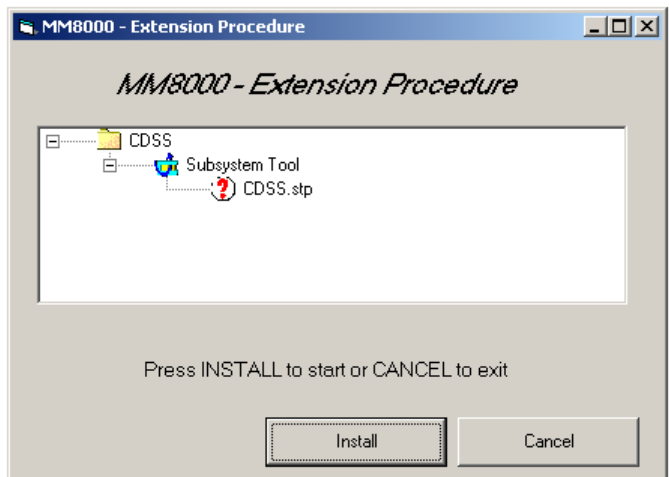 MM8000 - Extension Procedure
MM8000 - Extension Procedure
CDSS
Subsystem Tool
CDSS.stp
Press INSTALL to start or CANCEL to exit
Install Cancel